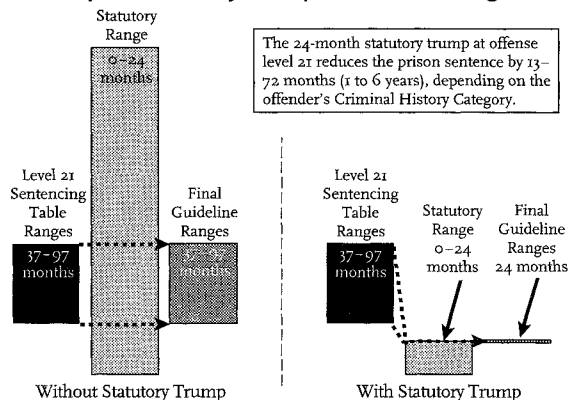 Statutory
Range
0–24
months
The 24-month statutory trump at offense
level 21 reduces the prison sentence by 13–
72 months (1 to 6 years), depending on the
offender's Criminal History Category.
Level 21
Sentencing
Table
Ranges
37–97
months
Final
Guideline
Ranges
37–97
months
Without Statutory Trump
Level 21
Sentencing
Table
Ranges
37–97
months
Statutory
Range
0–24
months
Final
Guideline
Ranges
24 months
With Statutory Trump